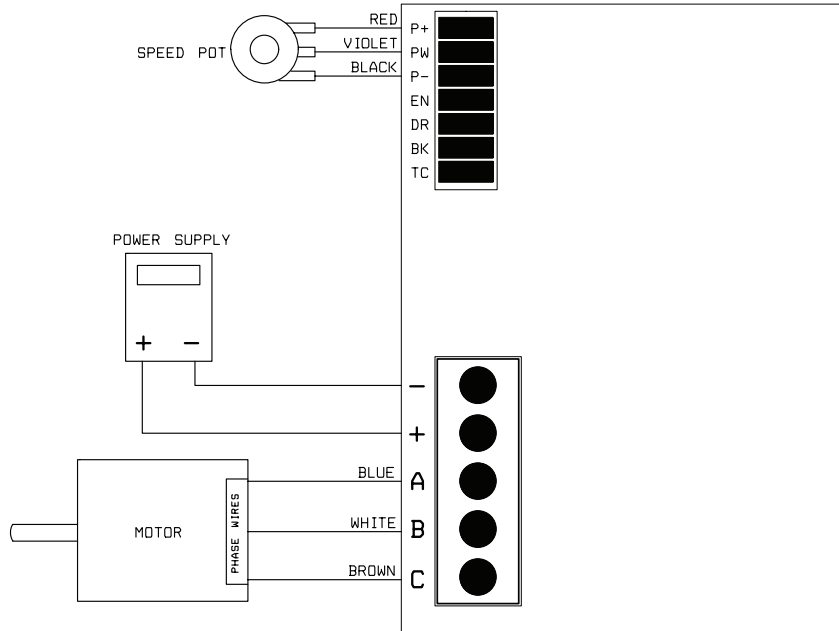 RED
P+
SPEED POT
VIOLET
PW
BLACK
P-
EN
DR
BK
TC
POWER SUPPLY
+ -
-
+
BLUE
A
MOTOR
PHASE WIRES
WHITE
B
BROWN
C